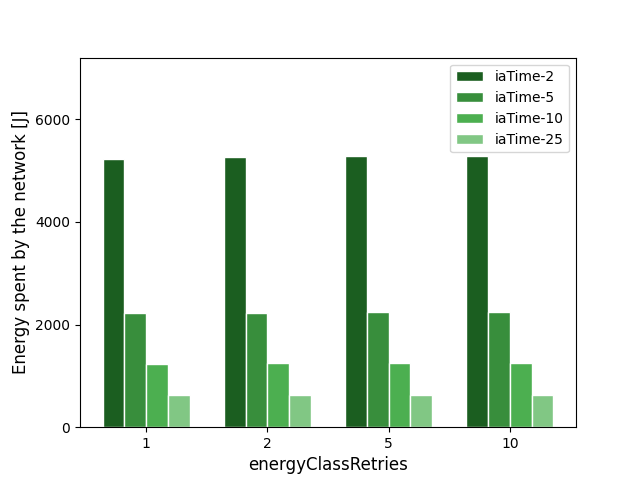 iaTime-2
iaTime-5
iaTime-10
iaTime-25
Energy spent by the network [J]
6000
4000
2000
0
1 2 5 10
energyClassRetries